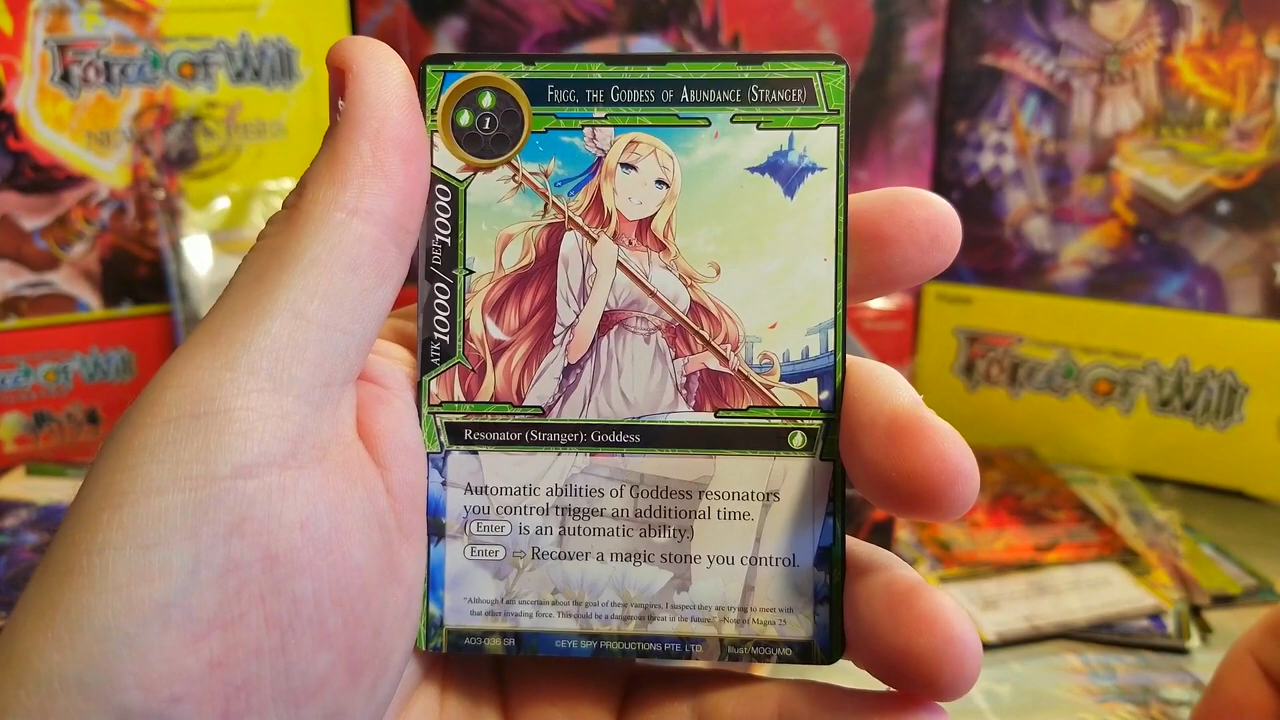 Force Of Will
Frigg, the Goddess of Abundance (Stranger)
1
ATK 1000 / DEF 1000
Resonator (Stranger): Goddess
Automatic abilities of Goddess resonators
you control trigger an additional time.
(Enter is an automatic ability.)
Enter ⇨ Recover a magic stone you control.
"Although I am uncertain about the goal of these vampires, I suspect they are trying to meet with
that other invading force. This could be a dangerous threat in the future." –Note of Magna 25
AO3-036 SR
©EYE SPY PRODUCTIONS PTE. LTD.
Illust/MOGUMO
Force Of Will
Force Of Will